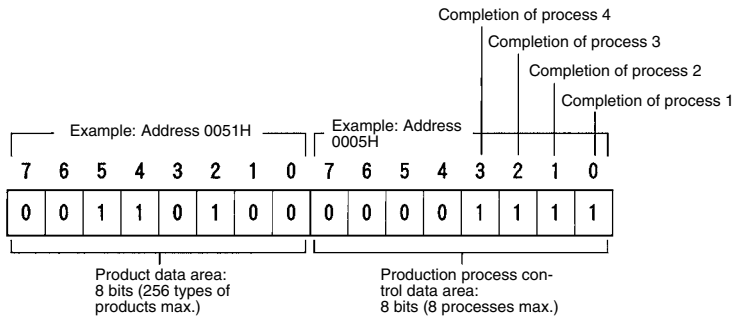 Completion of process 4
Completion of process 3
Completion of process 2
Completion of process 1
Example: Address 0051H
Example: Address
0005H
7 6 5 4 3 2 1 0 7 6 5 4 3 2 1 0
0 0 1 1 0 1 0 0 0 0 0 0 1 1 1 1
Product data area:
8 bits (256 types of
products max.)
Production process con-
trol data area:
8 bits (8 processes max.)